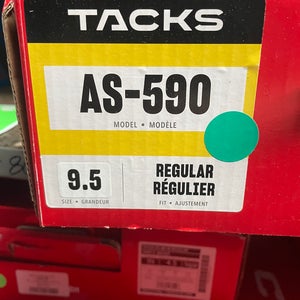 TACKS
AS-590
MODEL • MODÈLE
9.5
SIZE • GRANDEUR
REGULAR
RÉGULIER
FIT • AJUSTEMENT